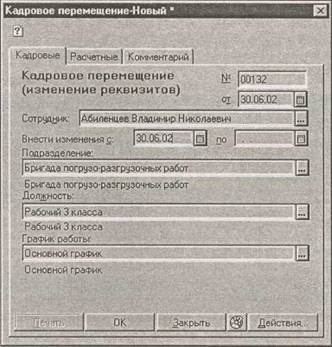 Кадровое перемещение-Новый *
?
Кадровые Расчетные Комментарий
Кадровое перемещение № 00132
(изменение реквизитов) от 30.06.02
Сотрудник: Абиленцев Владимир Николаевич ...
Внести изменения с: 30.06.02 по . .
Подразделение:
Бригада погрузо-разгрузочных работ ...
Бригада погрузо-разгрузочных работ
Должность:
Рабочий 3 класса ...
Рабочий 3 класса
График работы:
Основной график ...
Основной график
Печать OK Закрыть Действия...